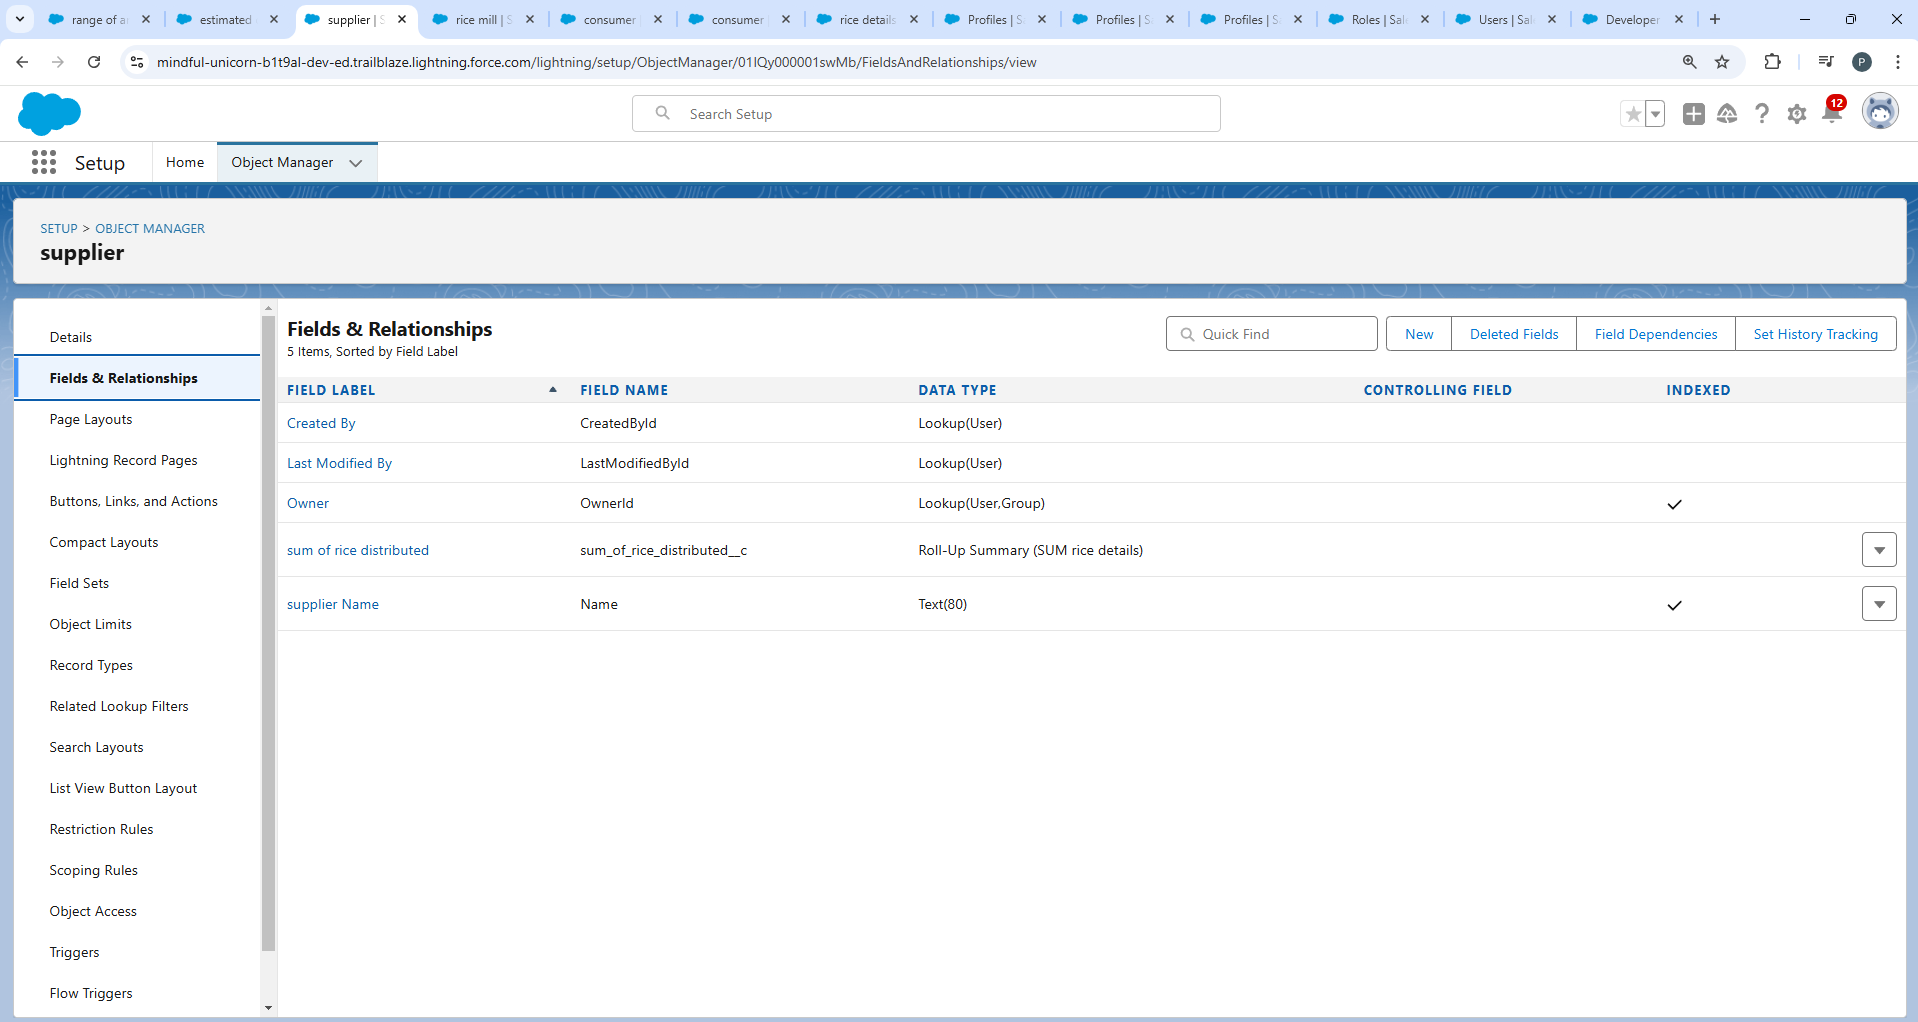 range of a
estimated
supplier | S
rice mill | S
consumer
consumer
rice details
Profiles | Sa
Profiles | Sa
Profiles | Sa
Roles | Sale
Users | Sale
Developer
mindful-unicorn-b1t9al-dev-ed.trailblaze.lightning.force.com/lightning/setup/ObjectManager/01IQy000001swMb/FieldsAndRelationships/view
P
Search Setup
12
Setup
Home
Object Manager
SETUP > OBJECT MANAGER
supplier
Details
Fields & Relationships
Page Layouts
Lightning Record Pages
Buttons, Links, and Actions
Compact Layouts
Field Sets
Object Limits
Record Types
Related Lookup Filters
Search Layouts
List View Button Layout
Restriction Rules
Scoping Rules
Object Access
Triggers
Flow Triggers
Fields & Relationships
5 Items, Sorted by Field Label
Quick Find
New
Deleted Fields
Field Dependencies
Set History Tracking
FIELD LABEL FIELD NAME DATA TYPE CONTROLLING FIELD INDEXED
Created By CreatedById Lookup(User)
Last Modified By LastModifiedById Lookup(User)
Owner OwnerId Lookup(User,Group)
sum of rice distributed sum_of_rice_distributed__c Roll-Up Summary (SUM rice details)
supplier Name Name Text(80)